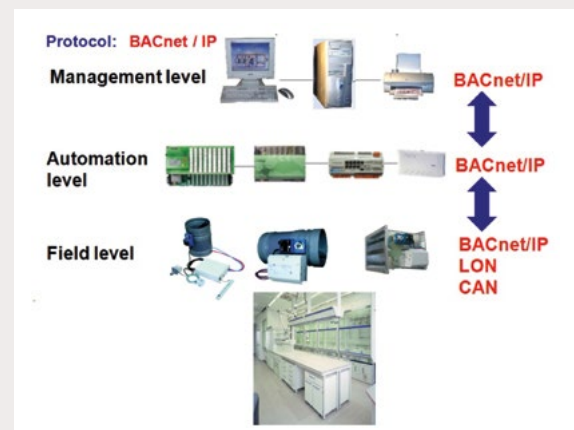 Protocol: BACnet / IP
Management level
BACnet/IP
Automation level
BACnet/IP
Field level
BACnet/IP
LON
CAN